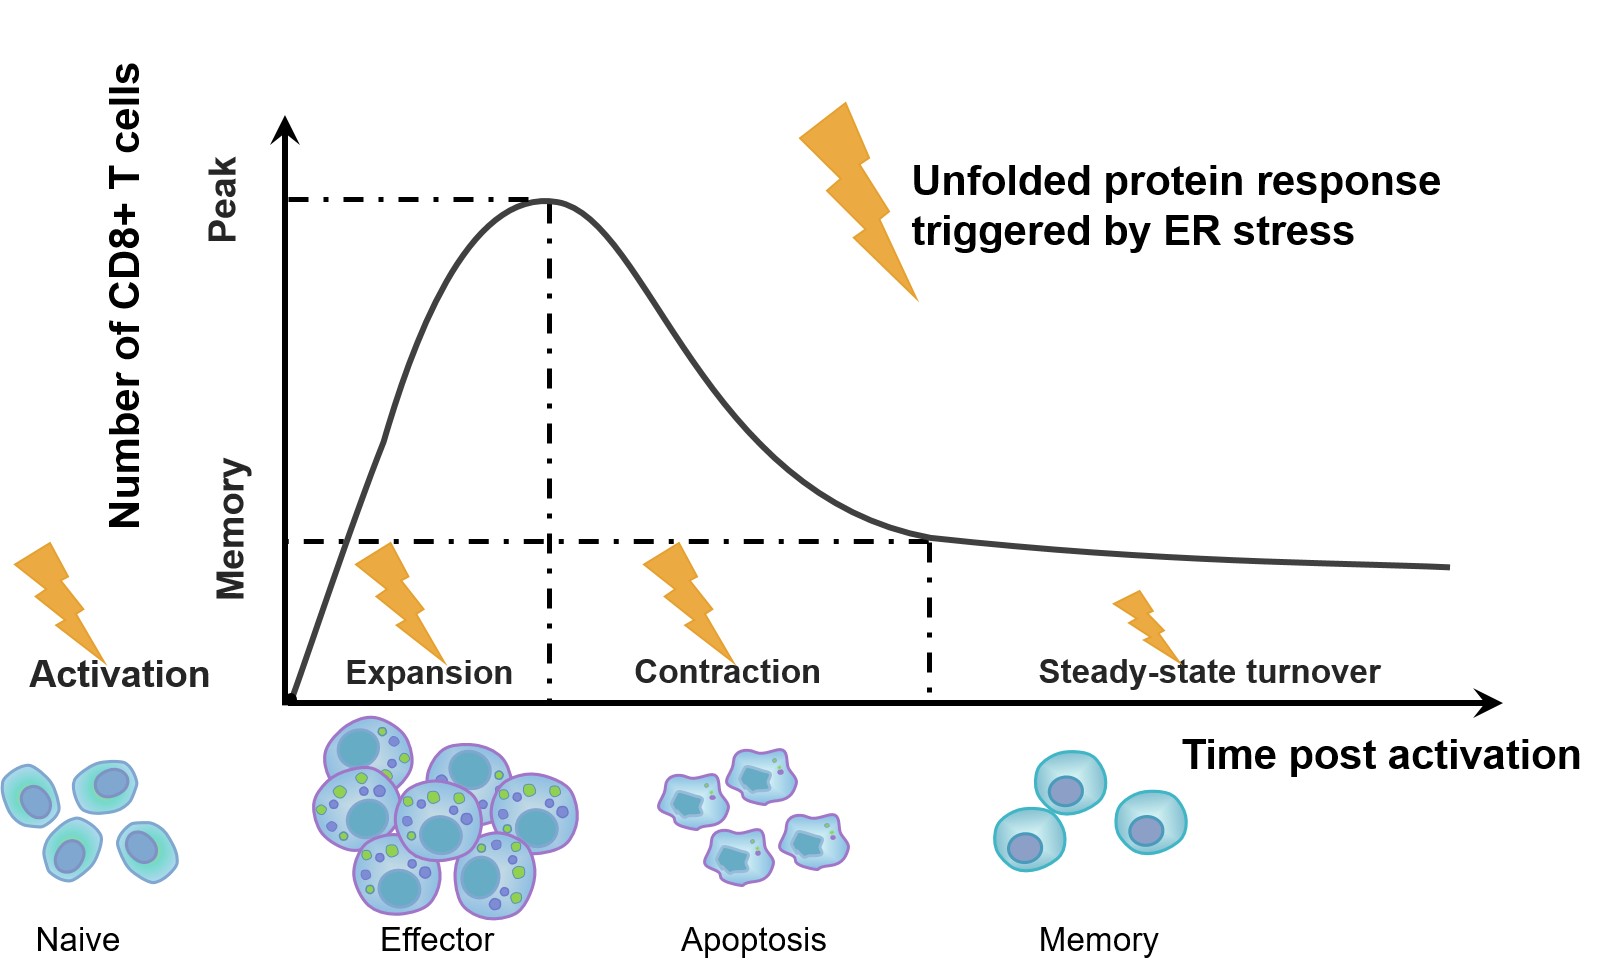 Number of CD8+ T cells
Peak
Memory
Unfolded protein response
triggered by ER stress
Activation
Expansion
Contraction
Steady-state turnover
Time post activation
Naive
Effector
Apoptosis
Memory